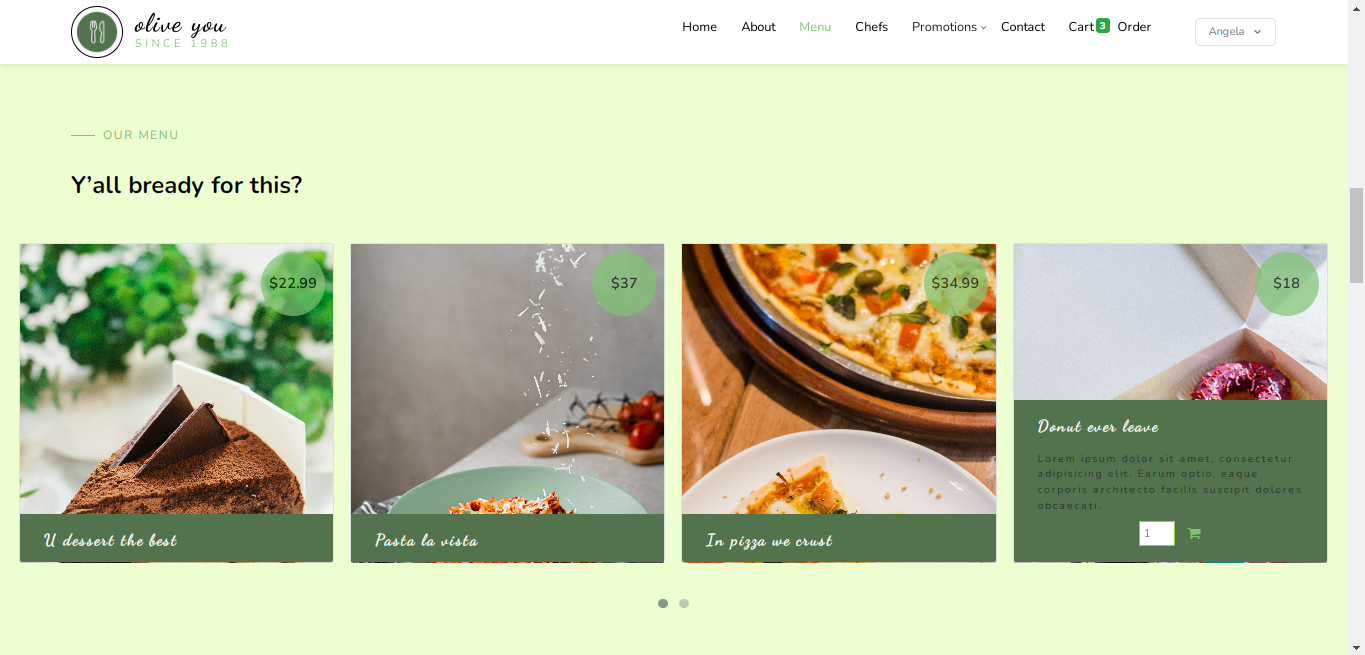 olive you
SINCE 1988
Home About Menu Chefs Promotions Contact Cart 3 Order
Angela
OUR MENU
Y’all bready for this?
$22.99
$37
$34.99
$18
U dessert the best
Pasta la vista
In pizza we crust
Donut ever leave
Lorem ipsum dolor sit amet, consectetur
adipisicing elit. Earum optio, eaque
corporis architecto facilis suscipit dolores
obcaecati.
1